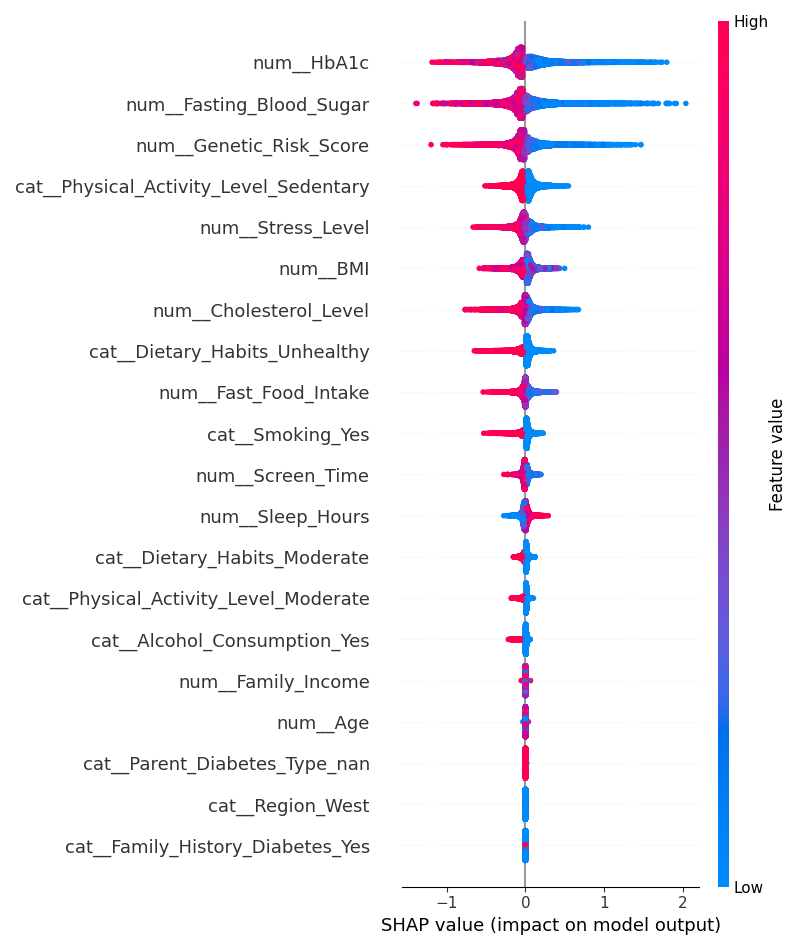 High
num__HbA1c
num__Fasting_Blood_Sugar
num__Genetic_Risk_Score
cat__Physical_Activity_Level_Sedentary
num__Stress_Level
num__BMI
num__Cholesterol_Level
cat__Dietary_Habits_Unhealthy
num__Fast_Food_Intake
cat__Smoking_Yes
num__Screen_Time
num__Sleep_Hours
cat__Dietary_Habits_Moderate
cat__Physical_Activity_Level_Moderate
cat__Alcohol_Consumption_Yes
num__Family_Income
num__Age
cat__Parent_Diabetes_Type_nan
cat__Region_West
cat__Family_History_Diabetes_Yes
Feature value
Low
−1 0 1 2
SHAP value (impact on model output)